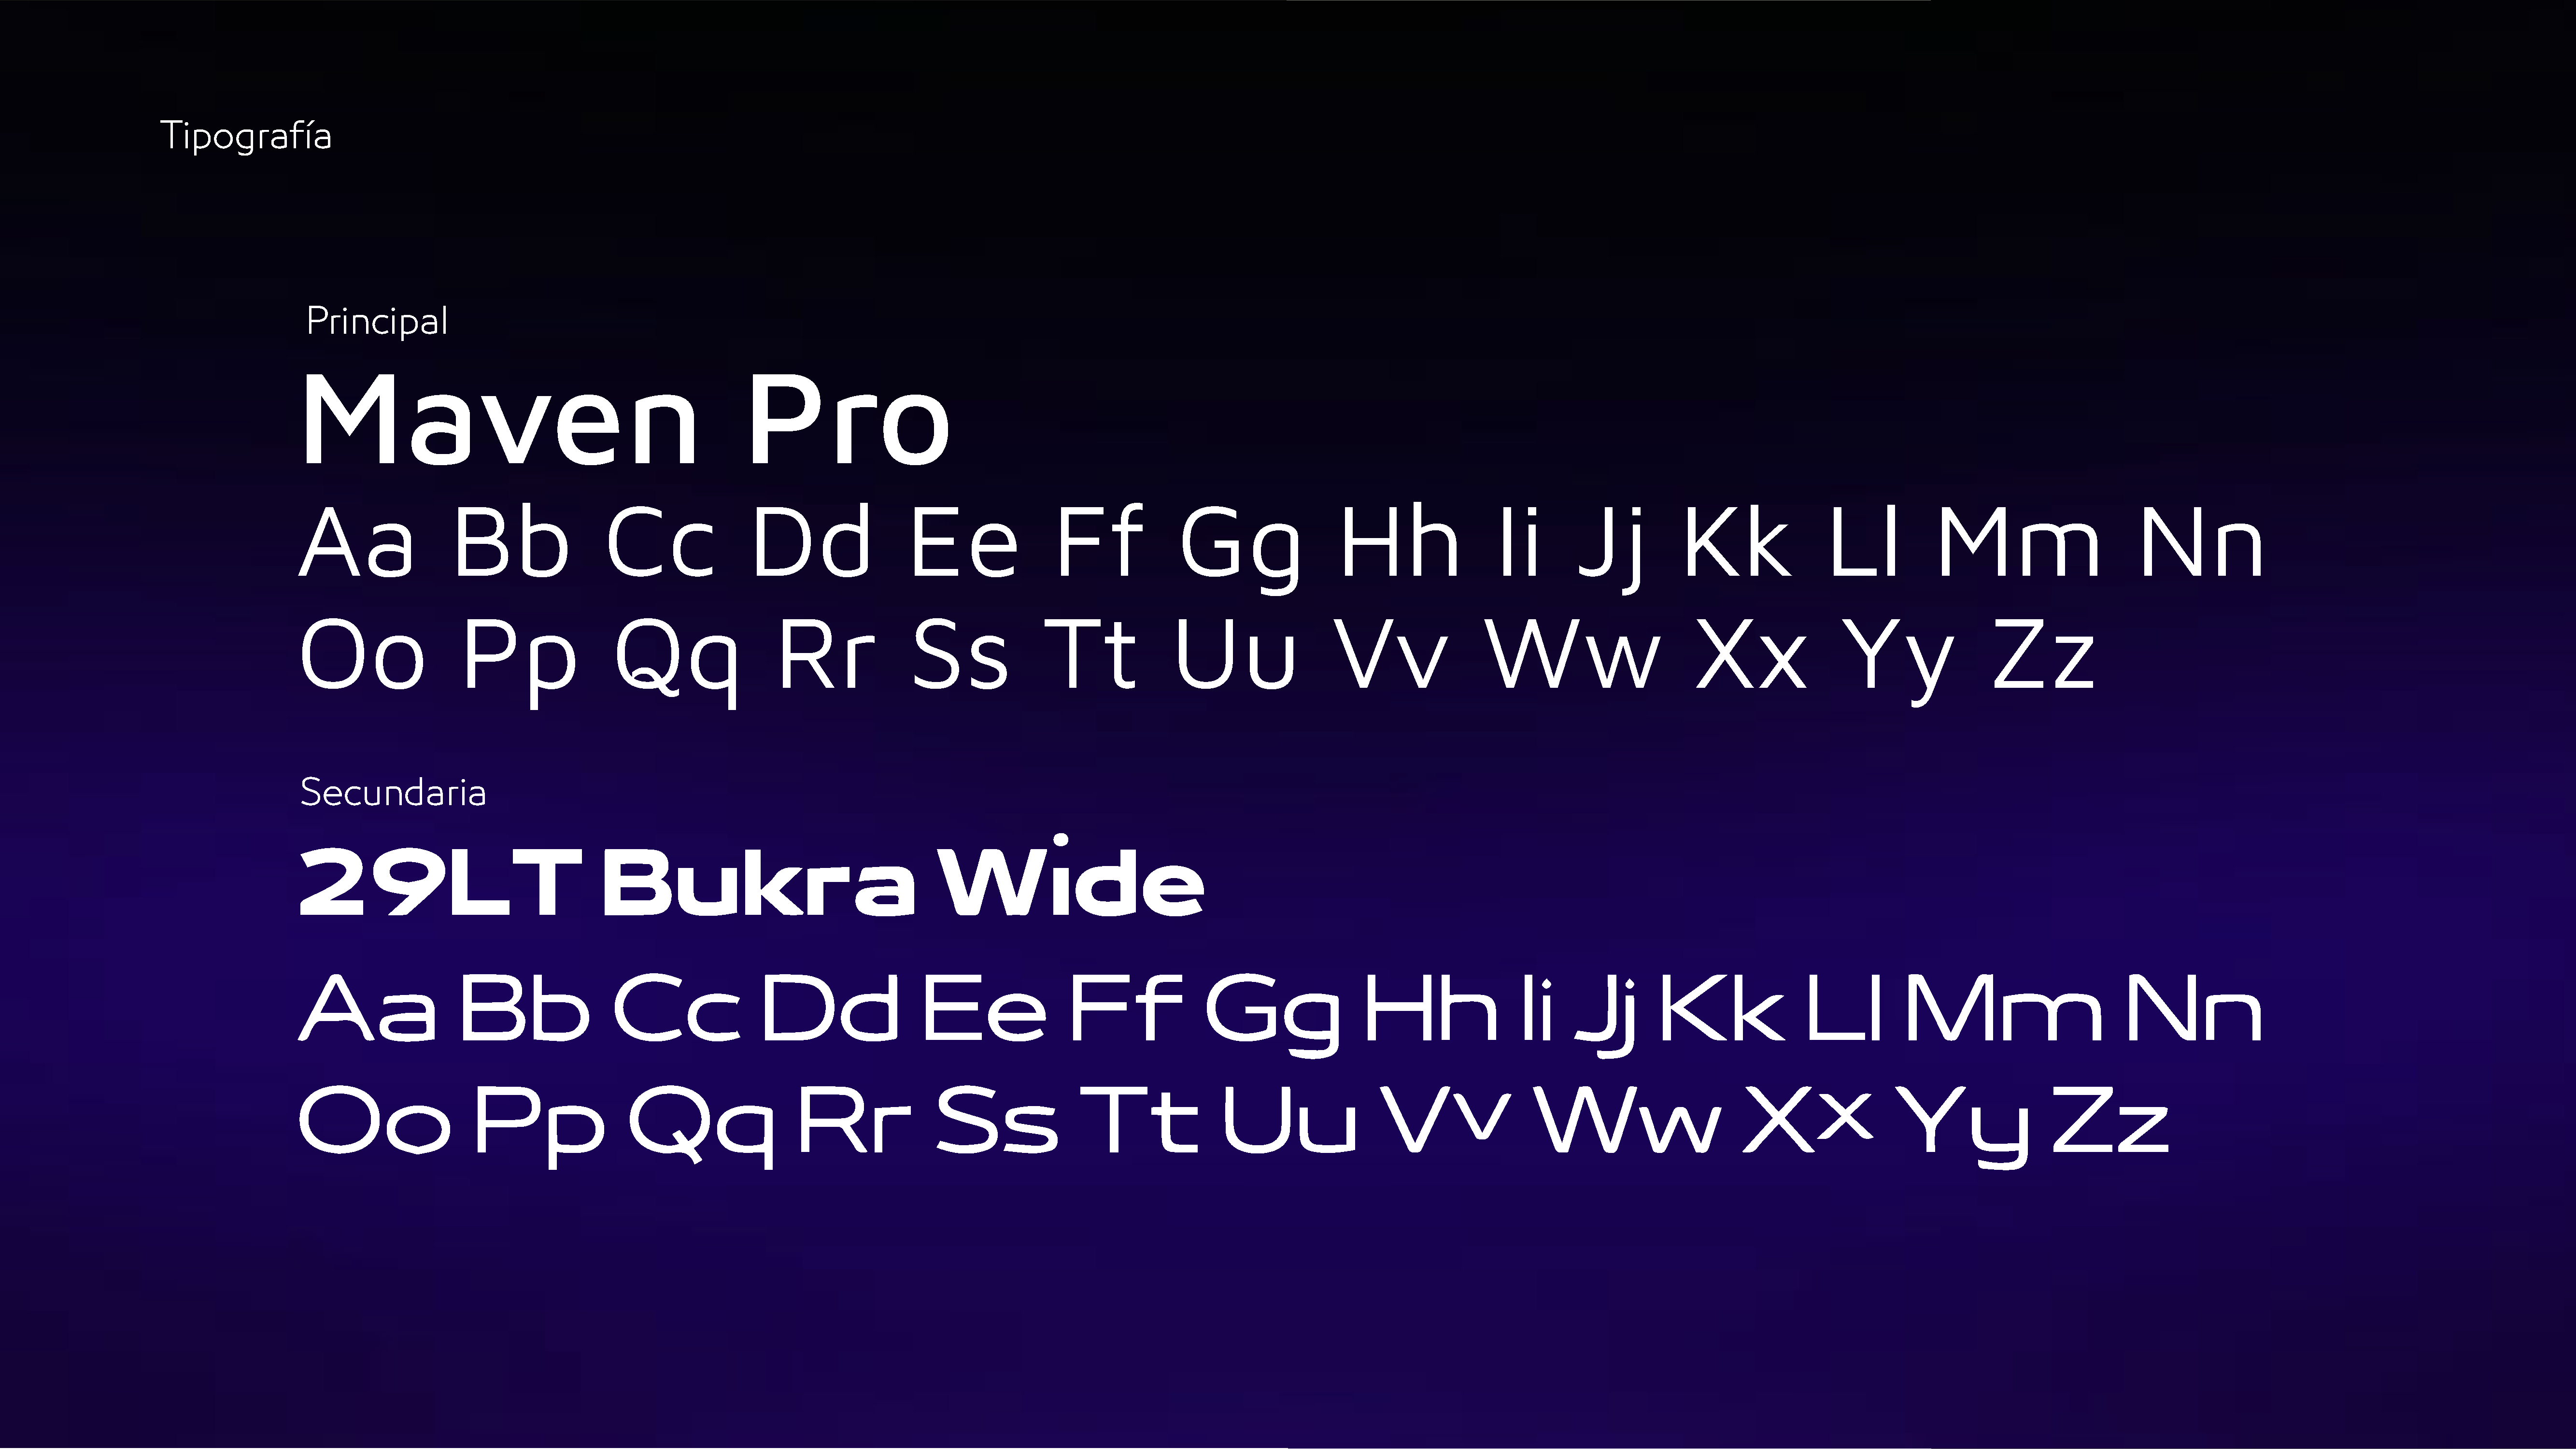 Tipografía
Principal
Maven Pro
Aa Bb Cc Dd Ee Ff Gg Hh Ii Jj Kk Ll Mm Nn
Oo Pp Qq Rr Ss Tt Uu Vv Ww Xx Yy Zz
Secundaria
29LT Bukra Wide
Aa Bb Cc Dd Ee Ff Gg Hh Ii Jj Kk Ll Mm Nn
Oo Pp Qq Rr Ss Tt Uu Vv Ww Xx Yy Zz